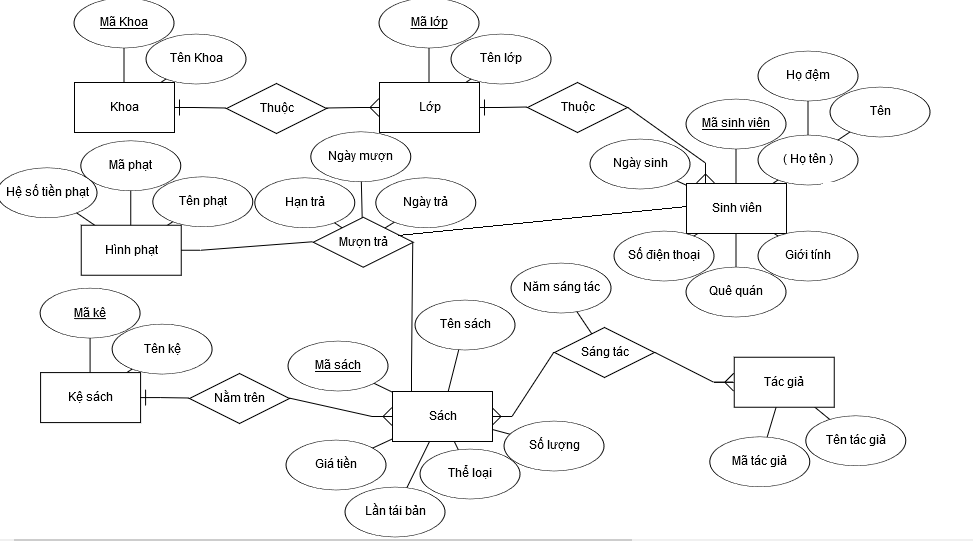 Mã Khoa
Tên Khoa
Khoa
Thuộc
Mã lớp
Tên lớp
Lớp
Thuộc
Họ đệm
Tên
Mã sinh viên
( Họ tên )
Ngày sinh
Sinh viên
Số điện thoại
Giới tính
Quê quán
Ngày mượn
Hạn trả
Ngày trả
Mượn trả
Mã phạt
Hệ số tiền phạt
Tên phạt
Hình phạt
Mã kê
Tên kệ
Kệ sách
Nằm trên
Mã sách
Tên sách
Sách
Giá tiền
Lần tái bản
Thể loại
Số lượng
Năm sáng tác
Sáng tác
Tác giả
Mã tác giả
Tên tác giả